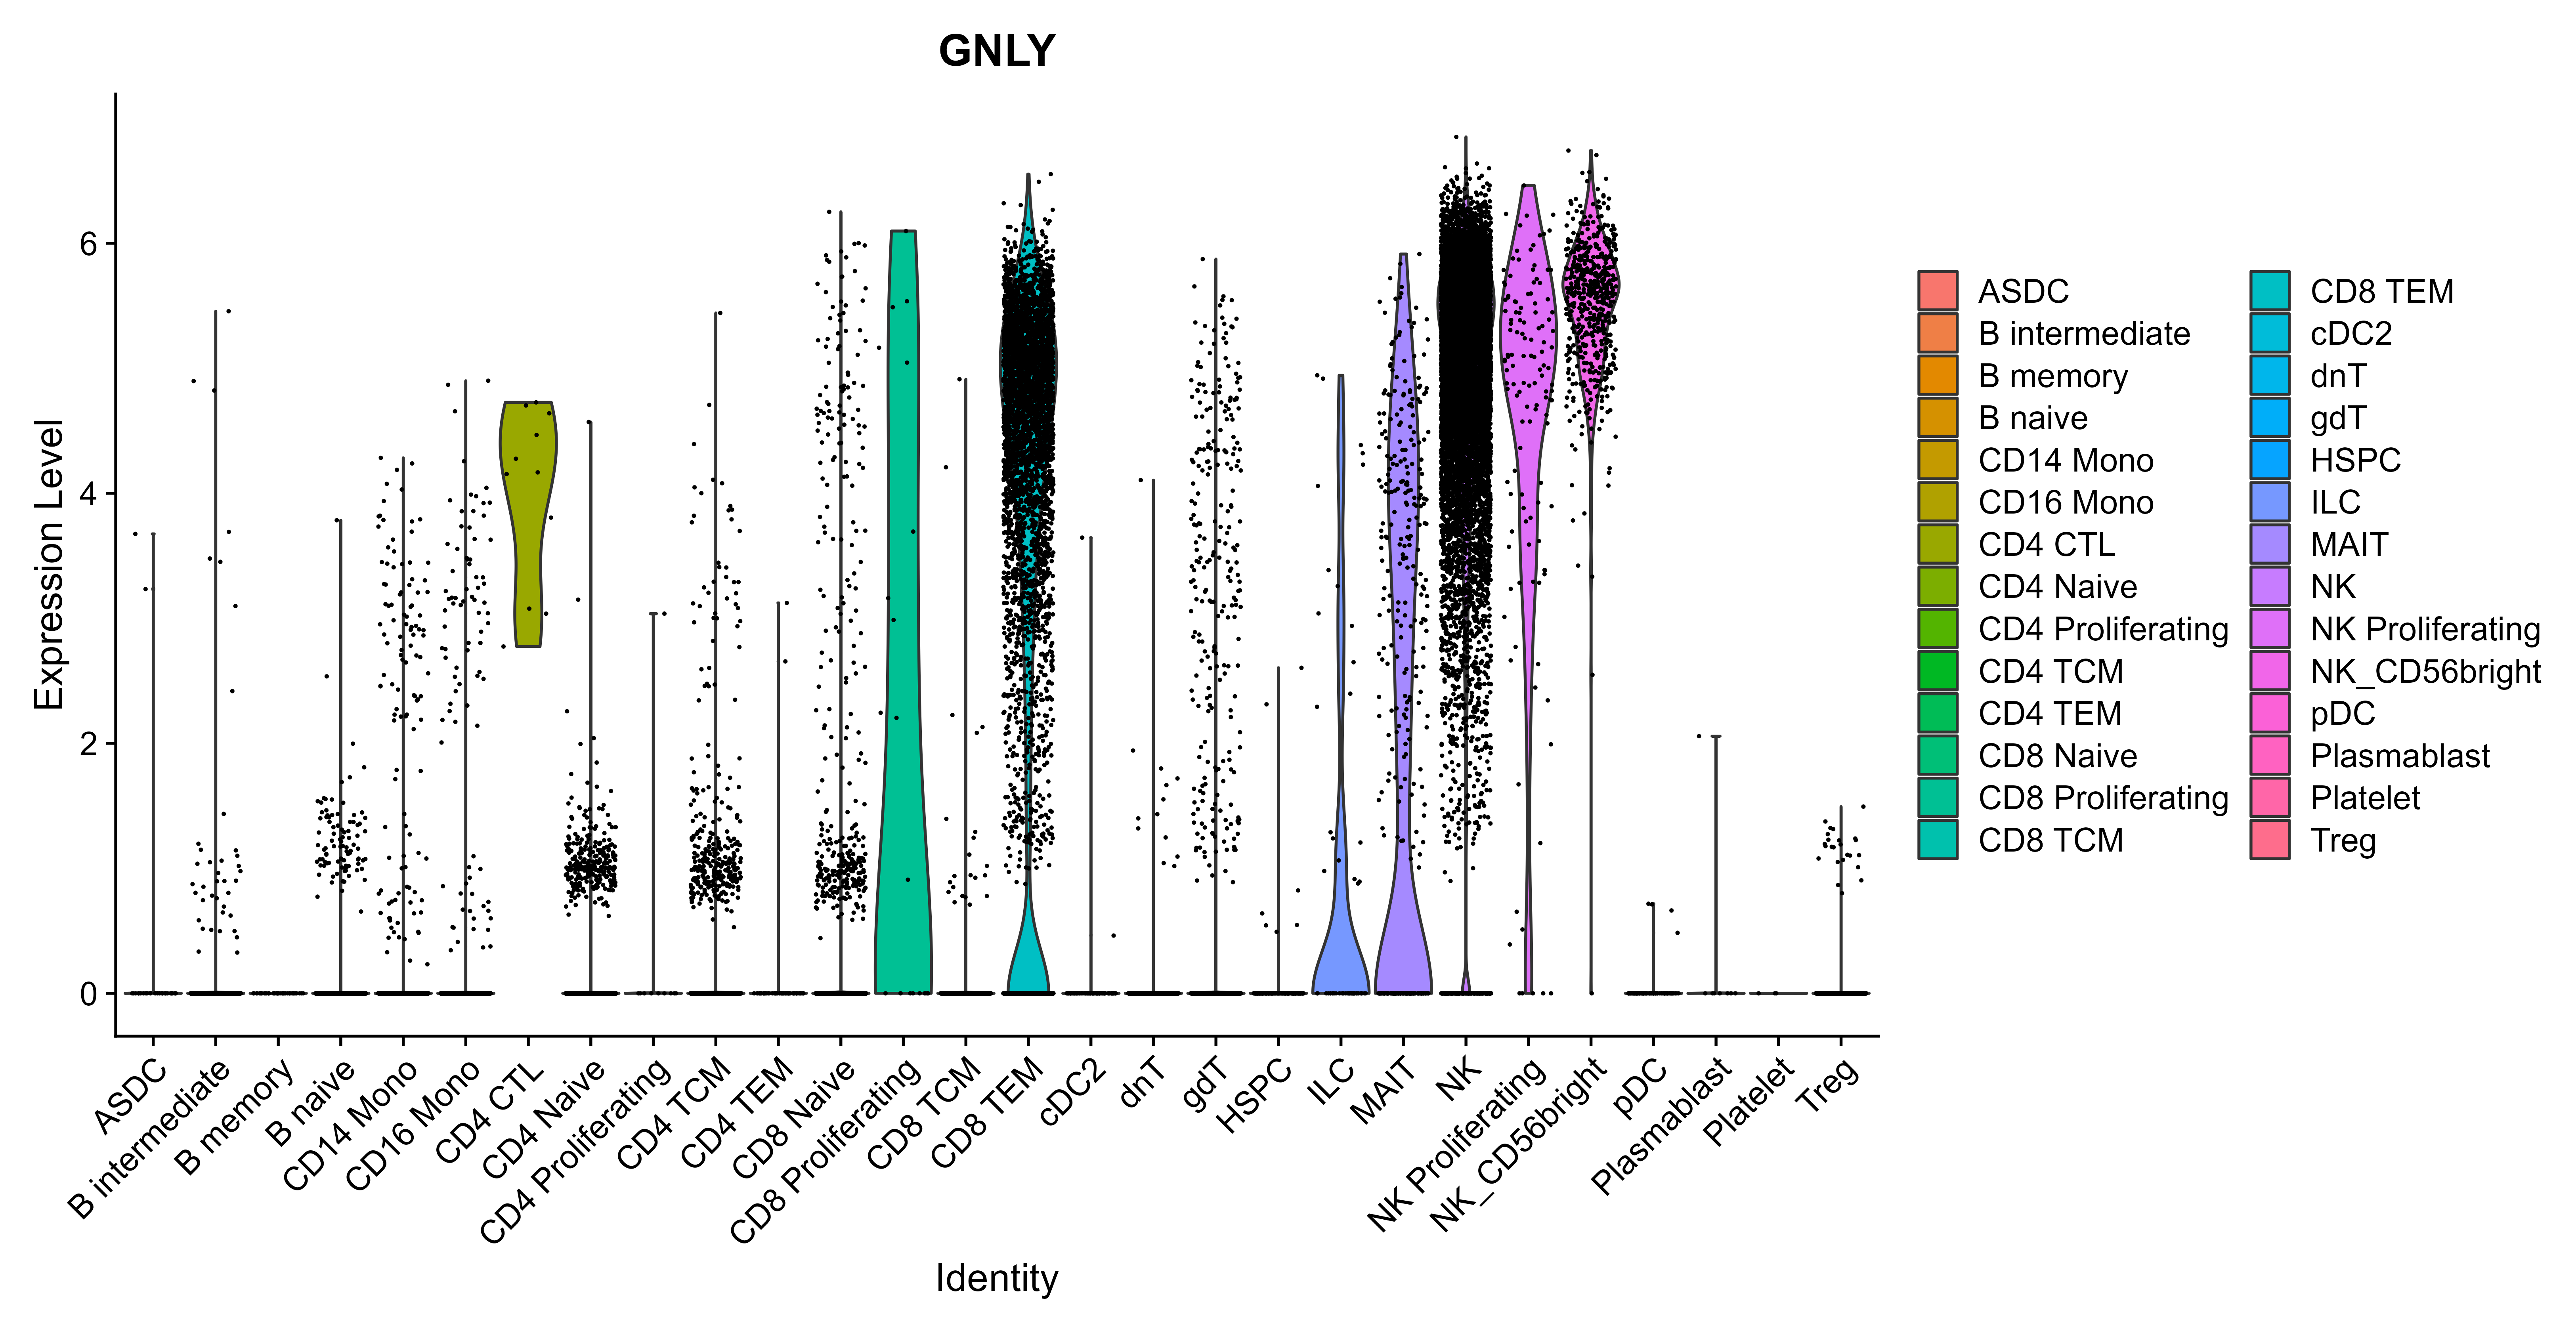 GNLY
Expression Level
6
4
2
0
ASDC
B intermediate
B memory
B naive
CD14 Mono
CD16 Mono
CD4 CTL
CD4 Naive
CD4 Proliferating
CD4 TCM
CD4 TEM
CD8 Naive
CD8 Proliferating
CD8 TCM
CD8 TEM
cDC2
dnT
gdT
HSPC
ILC
MAIT
NK
NK Proliferating
NK_CD56bright
pDC
Plasmablast
Platelet
Treg
Identity
ASDC
B intermediate
B memory
B naive
CD14 Mono
CD16 Mono
CD4 CTL
CD4 Naive
CD4 Proliferating
CD4 TCM
CD4 TEM
CD8 Naive
CD8 Proliferating
CD8 TCM
CD8 TEM
cDC2
dnT
gdT
HSPC
ILC
MAIT
NK
NK Proliferating
NK_CD56bright
pDC
Plasmablast
Platelet
Treg